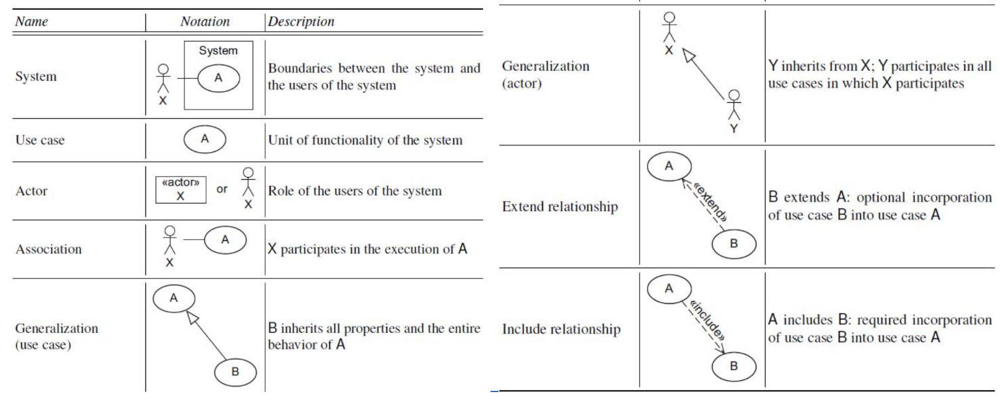 Name Notation Description
System
System
A
X
Boundaries between the system and
the users of the system
Use case
A
Unit of functionality of the system
Actor
«actor»
X
or
X
Role of the users of the system
Association
A
X
X participates in the execution of A
Generalization
(use case)
A
B
B inherits all properties and the entire
behavior of A
Generalization
(actor)
X
Y
Y inherits from X; Y participates in all
use cases in which X participates
Extend relationship
A
«extend»
B
B extends A: optional incorporation
of use case B into use case A
Include relationship
A
«include»
B
A includes B: required incorporation
of use case B into use case A